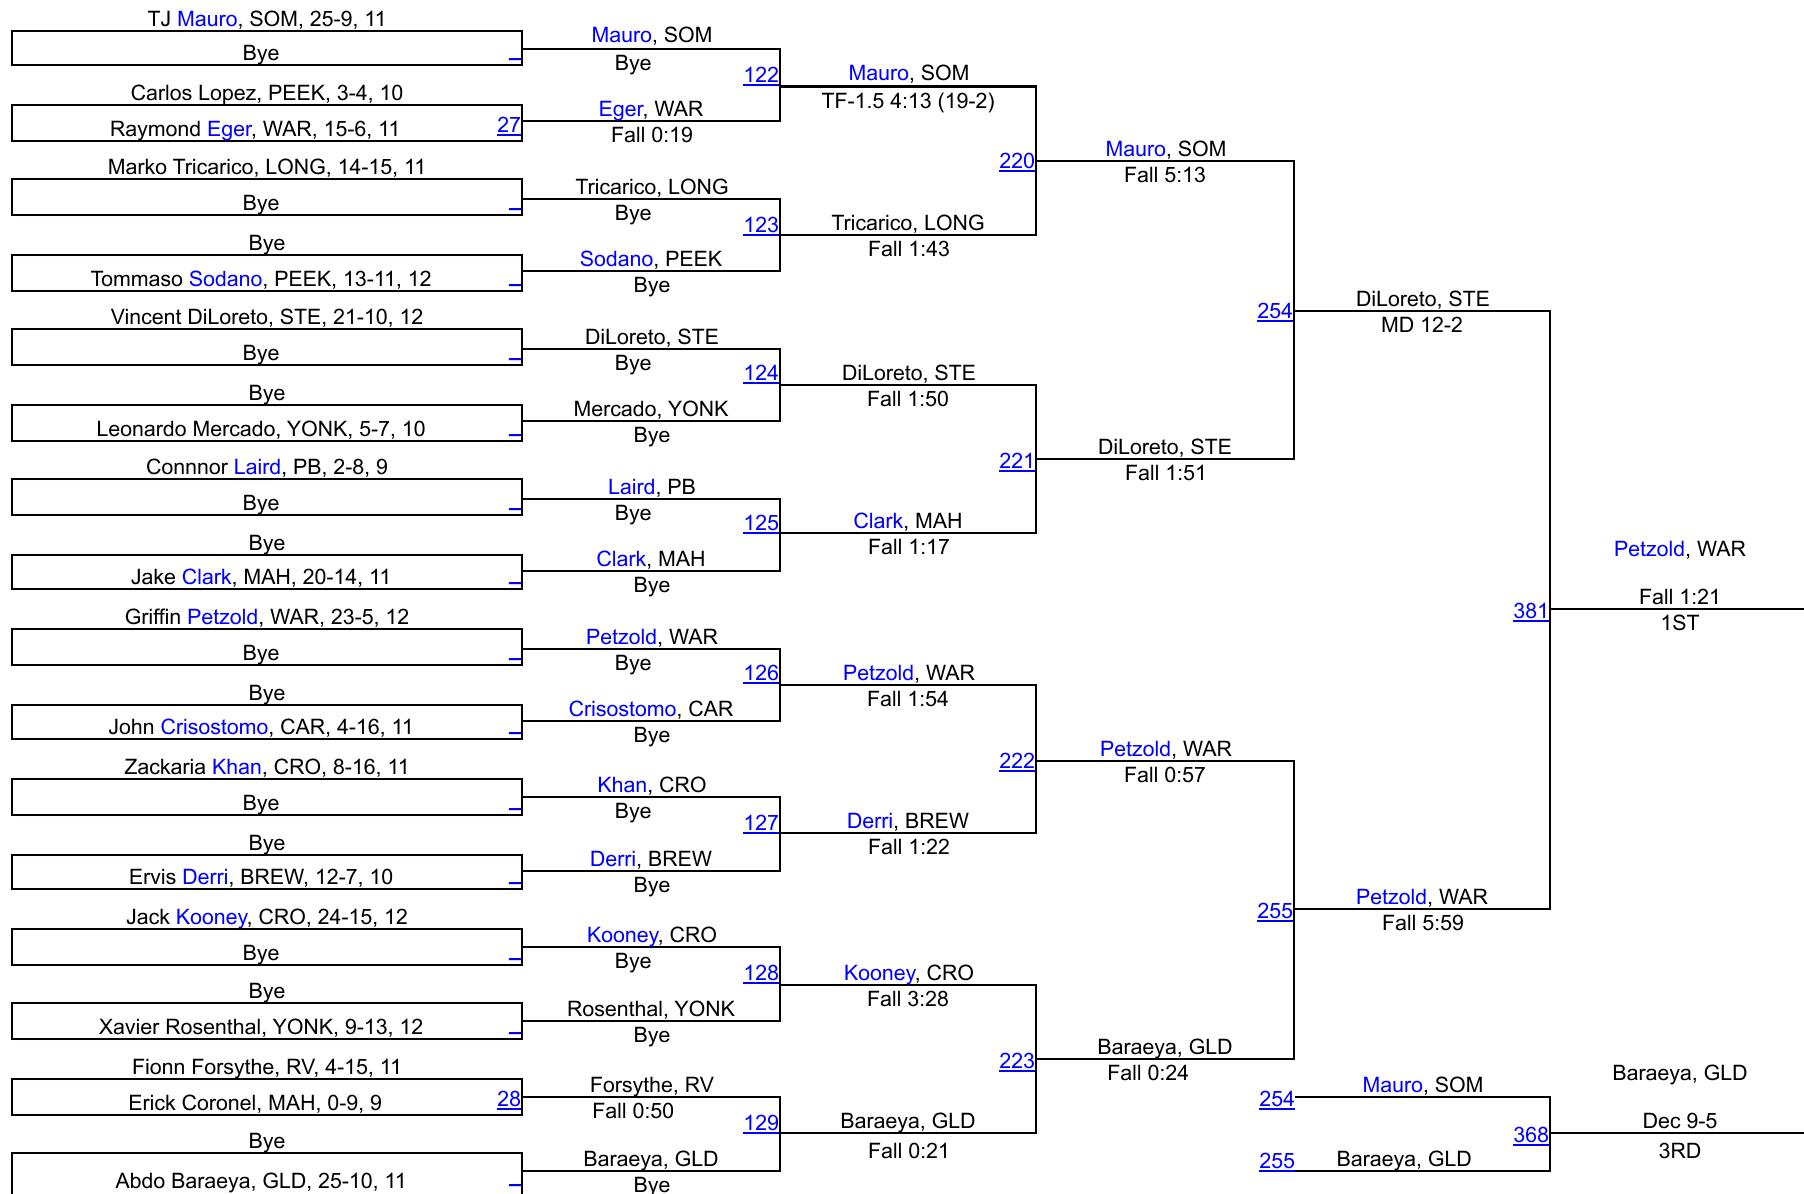 TJ Mauro, SOM, 25-9, 11
Bye
Carlos Lopez, PEEK, 3-4, 10
Raymond Eger, WAR, 15-6, 11
27
Marko Tricarico, LONG, 14-15, 11
Bye
Bye
Tommaso Sodano, PEEK, 13-11, 12
Vincent DiLoreto, STE, 21-10, 12
Bye
Bye
Leonardo Mercado, YONK, 5-7, 10
Connnor Laird, PB, 2-8, 9
Bye
Bye
Jake Clark, MAH, 20-14, 11
Griffin Petzold, WAR, 23-5, 12
Bye
Bye
John Crisostomo, CAR, 4-16, 11
Zackaria Khan, CRO, 8-16, 11
Bye
Bye
Ervis Derri, BREW, 12-7, 10
Jack Kooney, CRO, 24-15, 12
Bye
Bye
Xavier Rosenthal, YONK, 9-13, 12
Fionn Forsythe, RV, 4-15, 11
Erick Coronel, MAH, 0-9, 9
28
Bye
Abdo Baraeya, GLD, 25-10, 11
Mauro, SOM
Bye
122
Eger, WAR
Fall 0:19
Tricarico, LONG
Bye
123
Sodano, PEEK
Bye
DiLoreto, STE
Bye
124
Mercado, YONK
Bye
Laird, PB
Bye
125
Clark, MAH
Bye
Petzold, WAR
Bye
126
Crisostomo, CAR
Bye
Khan, CRO
Bye
127
Derri, BREW
Bye
Kooney, CRO
Bye
128
Rosenthal, YONK
Bye
Forsythe, RV
Fall 0:50
129
Baraeya, GLD
Bye
Mauro, SOM
TF-1.5 4:13 (19-2)
220
Tricarico, LONG
Fall 1:43
DiLoreto, STE
Fall 1:50
221
Clark, MAH
Fall 1:17
Petzold, WAR
Fall 1:54
222
Derri, BREW
Fall 1:22
Kooney, CRO
Fall 3:28
223
Baraeya, GLD
Fall 0:21
Mauro, SOM
Fall 5:13
254
DiLoreto, STE
Fall 1:51
Petzold, WAR
Fall 0:57
255
Baraeya, GLD
Fall 0:24
DiLoreto, STE
MD 12-2
381
Petzold, WAR
Fall 5:59
Petzold, WAR
Fall 1:21
1ST
254
Mauro, SOM
368
255
Baraeya, GLD
Baraeya, GLD
Dec 9-5
3RD